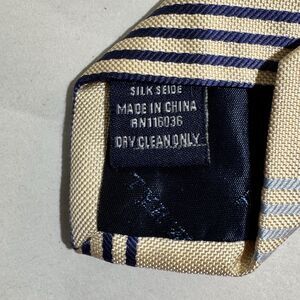 SILK SEIDE
MADE IN CHINA
RN116036
DRY CLEAN ONLY